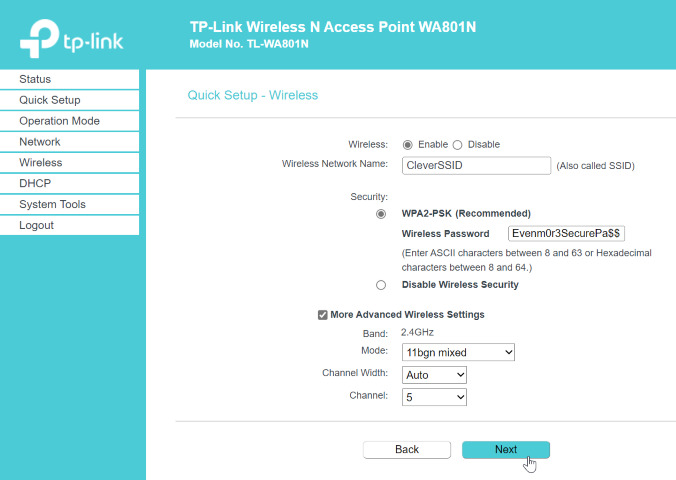 tp-link
TP-Link Wireless N Access Point WA801N
Model No. TL-WA801N
Status
Quick Setup
Operation Mode
Network
Wireless
DHCP
System Tools
Logout
Quick Setup - Wireless
Wireless: Enable Disable
Wireless Network Name: CleverSSID (Also called SSID)
Security:
WPA2-PSK (Recommended)
Wireless Password Evenm0r3SecurePa$$
(Enter ASCII characters between 8 and 63 or Hexadecimal
characters between 8 and 64.)
Disable Wireless Security
More Advanced Wireless Settings
Band: 2.4GHz
Mode: 11bgn mixed
Channel Width: Auto
Channel: 5
Back Next